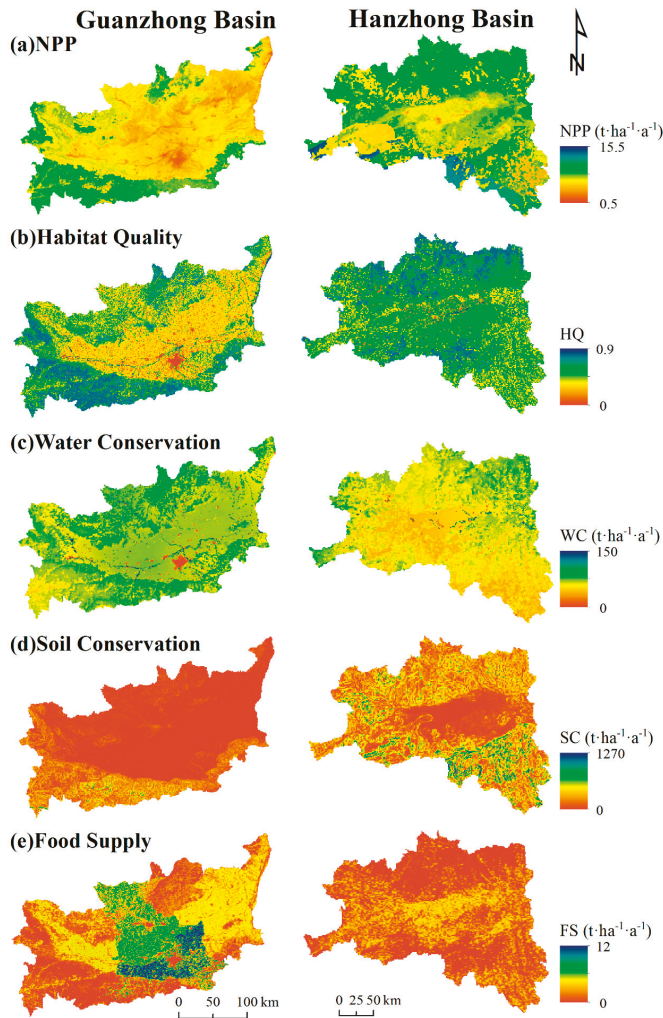 Guanzhong Basin
Hanzhong Basin
N
(a)NPP
NPP (t·ha⁻¹·a⁻¹)
15.5
0.5
(b)Habitat Quality
HQ
0.9
0
(c)Water Conservation
WC (t·ha⁻¹·a⁻¹)
150
0
(d)Soil Conservation
SC (t·ha⁻¹·a⁻¹)
1270
0
(e)Food Supply
FS (t·ha⁻¹·a⁻¹)
12
0
0 40 100 km
0 25 50 km